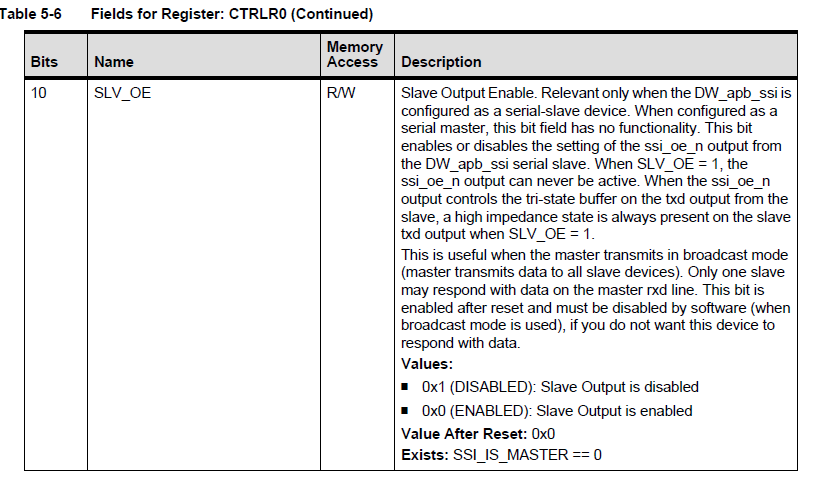 Table 5-6 Fields for Register: CTRLR0 (Continued)
Bits Name Memory Access Description
10 SLV_OE R/W Slave Output Enable. Relevant only when the DW_apb_ssi is
configured as a serial-slave device. When configured as a
serial master, this bit field has no functionality. This bit
enables or disables the setting of the ssi_oe_n output from
the DW_apb_ssi serial slave. When SLV_OE = 1, the
ssi_oe_n output can never be active. When the ssi_oe_n
output controls the tri-state buffer on the txd output from the
slave, a high impedance state is always present on the slave
txd output when SLV_OE = 1.
This is useful when the master transmits in broadcast mode
(master transmits data to all slave devices). Only one slave
may respond with data on the master rxd line. This bit is
enabled after reset and must be disabled by software (when
broadcast mode is used), if you do not want this device to
respond with data.
Values:
■ 0x1 (DISABLED): Slave Output is disabled
■ 0x0 (ENABLED): Slave Output is enabled
Value After Reset: 0x0
Exists: SSI_IS_MASTER == 0